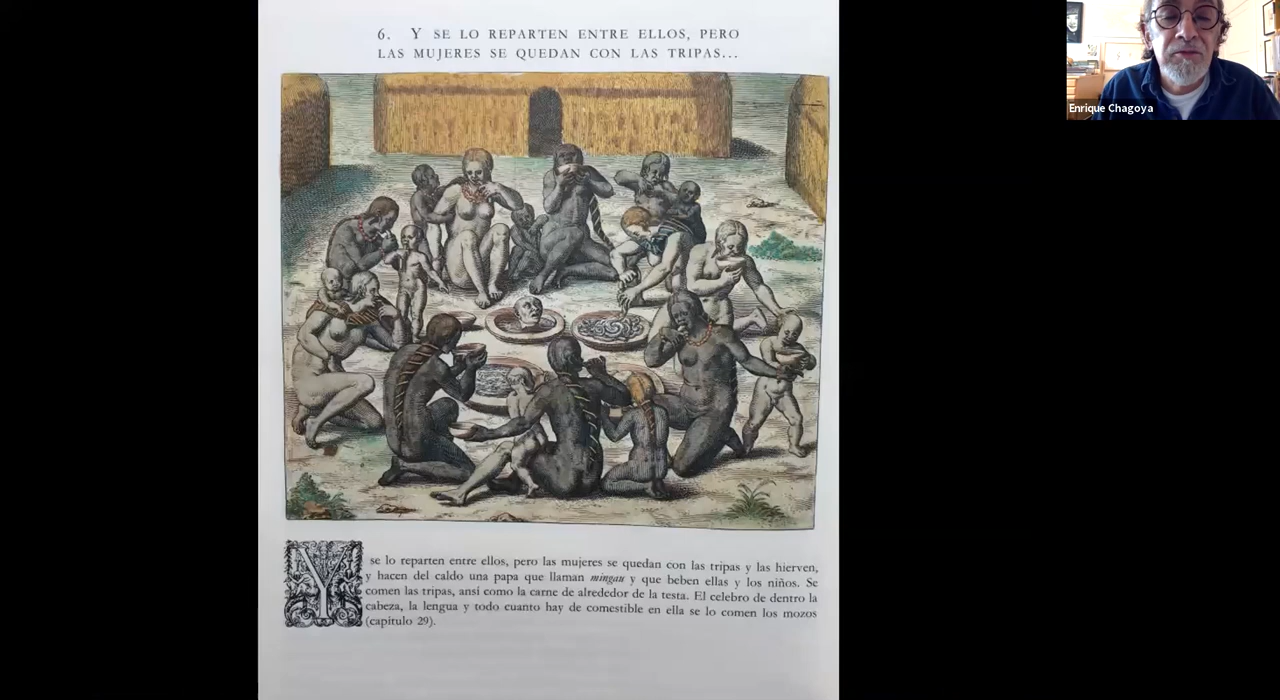 6. Y SE LO REPARTEN ENTRE ELLOS, PERO
LAS MUJERES SE QUEDAN CON LAS TRIPAS...
Enrique Chagoya
Y se lo reparten entre ellos, pero las mujeres se quedan con las tripas y las hierven,
y hacen del caldo una papa que llaman mingau y que beben ellas y los niños. Se
comen las tripas, ansí como la carne de alrededor de la testa. El celebro de dentro la
cabeza, la lengua y todo cuanto hay de comestible en ella se lo comen los mozos
(capítulo 29).